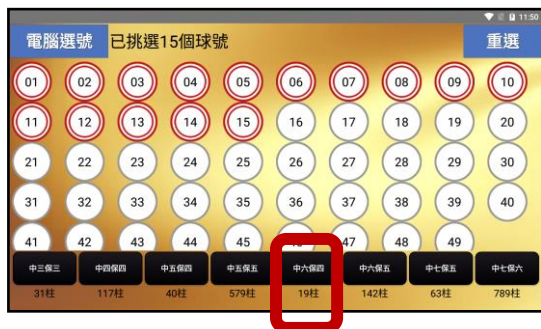 11:50
電腦選號 已挑選15個球號 重選
01 02 03 04 05 06 07 08 09 10
11 12 13 14 15 16 17 18 19 20
21 22 23 24 25 26 27 28 29 30
31 32 33 34 35 36 37 38 39 40
41 42 43 44 45 47 48 49
中三保三 中四保四 中五保四 中五保五 中六保四 中六保五 中七保五 中七保六
31柱 117柱 40柱 579柱 19柱 142柱 63柱 789柱